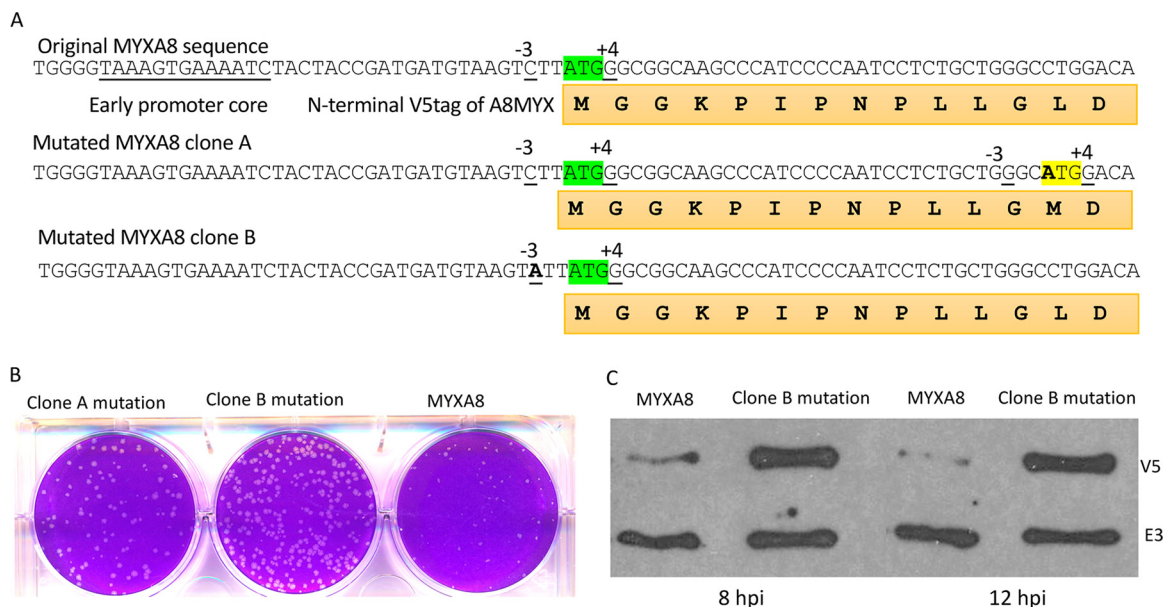 A
Original MYXA8 sequence
-3 +4
TGGGGTAAAGTGAAAATCTACTACCGATGATGTAAGTCTTATGGGCGGCAAGCCCATCCCCAATCCTCTGCTGGGCCTGGACA
Early promoter core N-terminal V5tag of A8MYX M G G K P I P N P L L G L D
Mutated MYXA8 clone A
-3 +4 -3 +4
TGGGGTAAAGTGAAAATCTACTACCGATGATGTAAGTCTTATGGGCGGCAAGCCCATCCCCAATCCTCTGCTGGGCATGGACA
M G G K P I P N P L L G M D
Mutated MYXA8 clone B
-3 +4
TGGGGTAAAGTGAAAATCTACTACCGATGATGTAAGTATTATGGGCGGCAAGCCCATCCCCAATCCTCTGCTGGGCCTGGACA
M G G K P I P N P L L G L D
B
Clone A mutation Clone B mutation MYXA8
C
MYXA8 Clone B mutation MYXA8 Clone B mutation
V5
E3
8 hpi 12 hpi